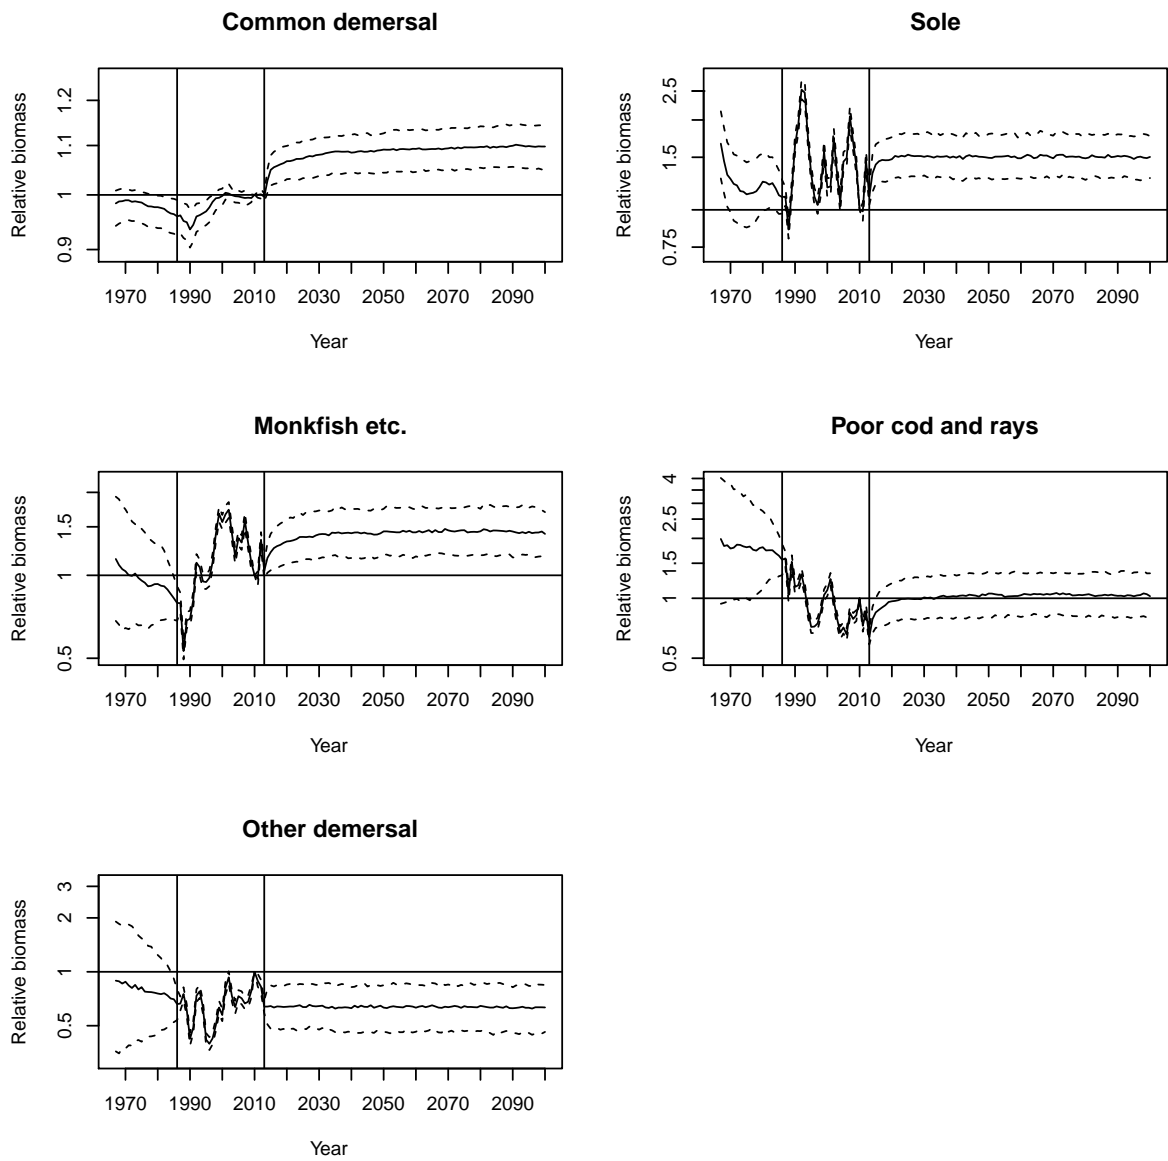 Common demersal
Relative biomass
0.9 1 1.1 1.2
1970 1990 2010 2030 2050 2070 2090
Year
Sole
Relative biomass
0.75 1.5 2.5
1970 1990 2010 2030 2050 2070 2090
Year
Monkfish etc.
Relative biomass
0.5 1 1.5
1970 1990 2010 2030 2050 2070 2090
Year
Poor cod and rays
Relative biomass
0.5 1 1.5 2.5 4
1970 1990 2010 2030 2050 2070 2090
Year
Other demersal
Relative biomass
0.5 1 2 3
1970 1990 2010 2030 2050 2070 2090
Year